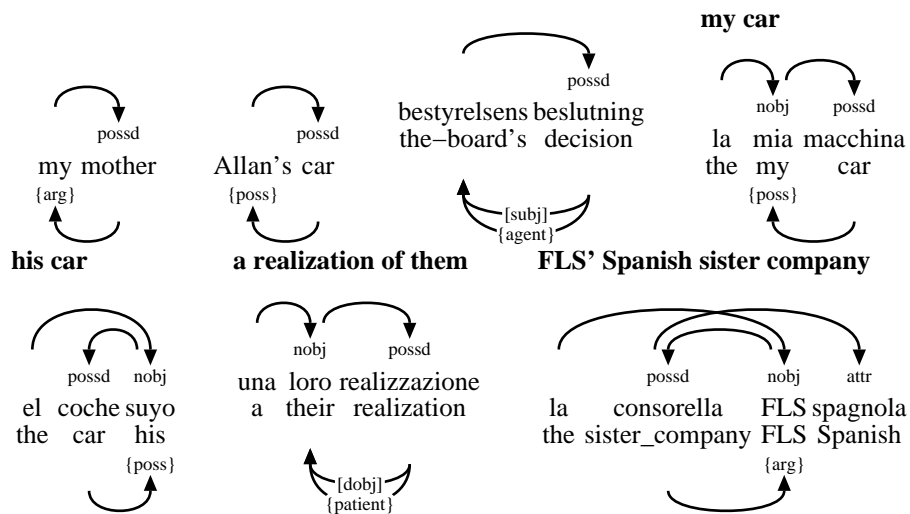 my car
possd
my mother
{arg}
possd
Allan's car
{poss}
possd
bestyrelsens beslutning
the−board's decision
[subj]
{agent}
nobj possd
la mia macchina
the my car
{poss}
his car
a realization of them
FLS' Spanish sister company
possd nobj
el coche suyo
the car his
{poss}
nobj possd
una loro realizzazione
a their realization
[dobj]
{patient}
possd nobj attr
la consorella FLS spagnola
the sister_company FLS Spanish
{arg}